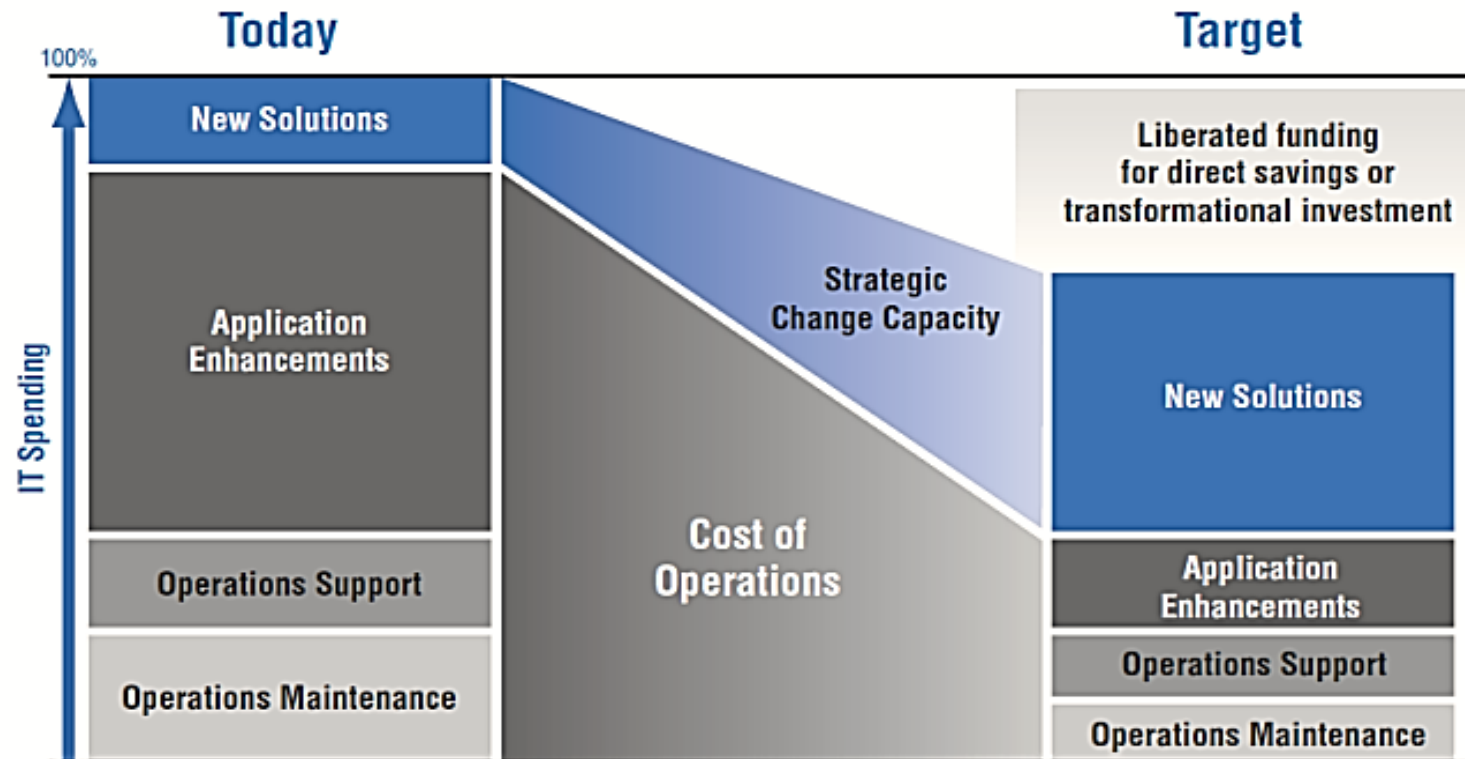 Today
Target
100%
IT Spending
New Solutions
Application
Enhancements
Operations Support
Operations Maintenance
Strategic
Change Capacity
Cost of
Operations
Liberated funding
for direct savings or
transformational investment
New Solutions
Application
Enhancements
Operations Support
Operations Maintenance